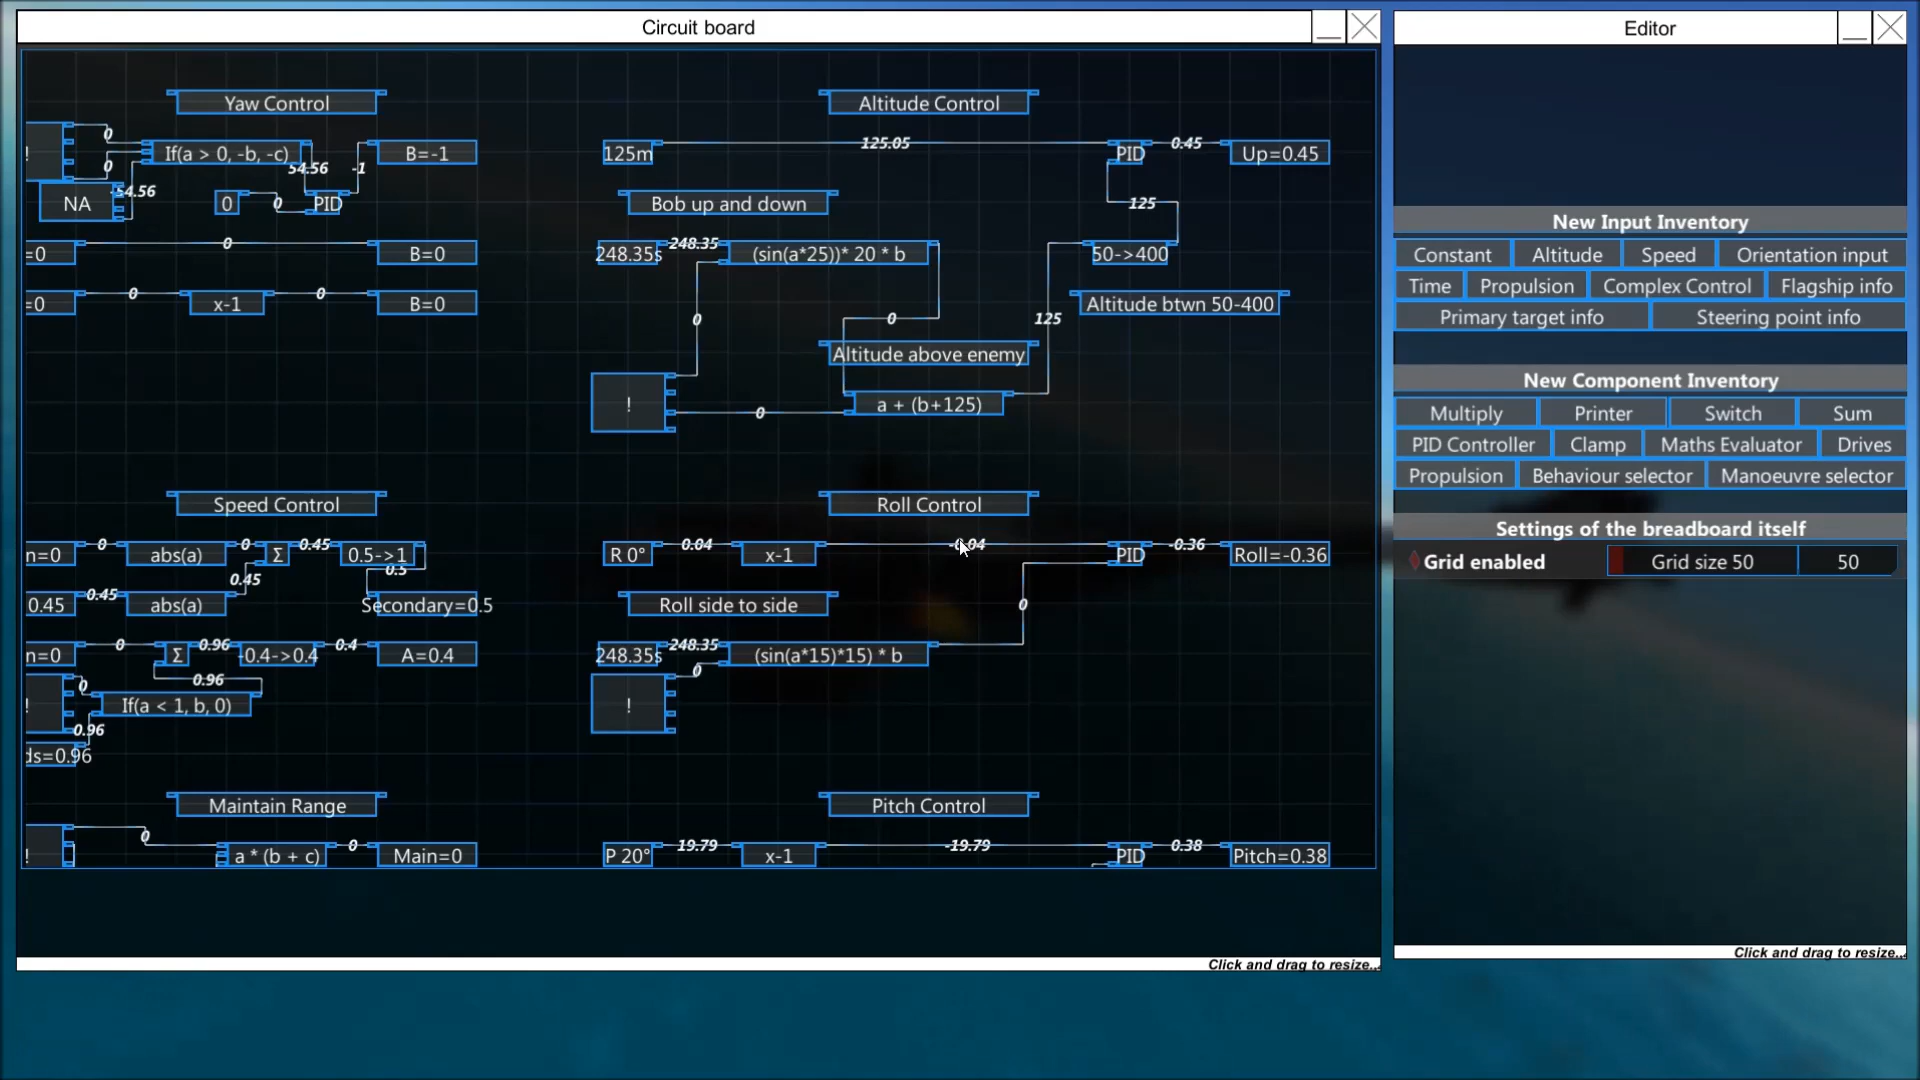 Circuit board
Editor
Yaw Control
Altitude Control
0
!
If(a > 0, -b, -c)
0
54.56
-1
B=-1
125m
125.05
PID
0.45
Up=0.45
NA
-54.56
0
0
PID
Bob up and down
125
=0
0
B=0
248.35s
248.35
(sin(a*25))* 20 * b
50->400
=0
0
x-1
0
B=0
0
0
125
Altitude btwn 50-400
Altitude above enemy
!
0
a + (b+125)
Speed Control
Roll Control
n=0
0
abs(a)
0
Σ
0.45
0.5->1
0.5
R 0°
0.04
x-1
-0.04
PID
-0.36
Roll=-0.36
0.45
0.45
abs(a)
0.45
Secondary=0.5
Roll side to side
0
n=0
0
Σ
0.96
-0.4->0.4
0.4
A=0.4
248.35s
248.35
(sin(a*15)*15) * b
0.96
0
!
0
If(a < 1, b, 0)
!
0.96
ds=0.96
Maintain Range
Pitch Control
!
0
a * (b + c)
0
Main=0
P 20°
19.79
x-1
-19.79
PID
0.38
Pitch=0.38
Click and drag to resize..
New Input Inventory
Constant
Altitude
Speed
Orientation input
Time
Propulsion
Complex Control
Flagship info
Primary target info
Steering point info
New Component Inventory
Multiply
Printer
Switch
Sum
PID Controller
Clamp
Maths Evaluator
Drives
Propulsion
Behaviour selector
Manoeuvre selector
Settings of the breadboard itself
Grid enabled
Grid size 50
50
Click and drag to resize..